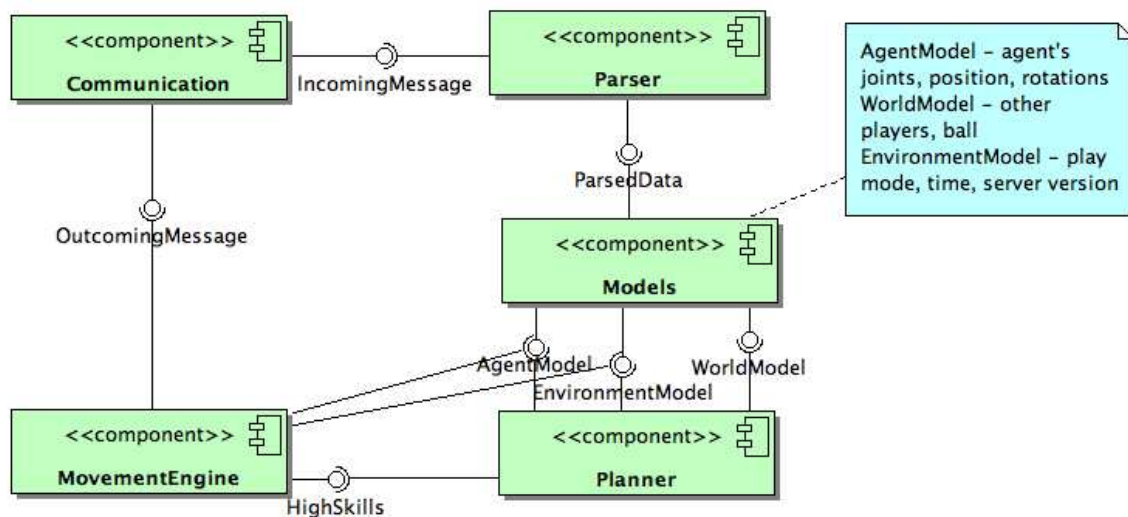 <<component>>
Communication
IncomingMessage
<<component>>
Parser
AgentModel – agent's
joints, position, rotations
WorldModel – other
players, ball
EnvironmentModel – play
mode, time, server version
ParsedData
OutcomingMessage
<<component>>
Models
AgentModel
EnvironmentModel
WorldModel
<<component>>
MovementEngine
HighSkills
<<component>>
Planner